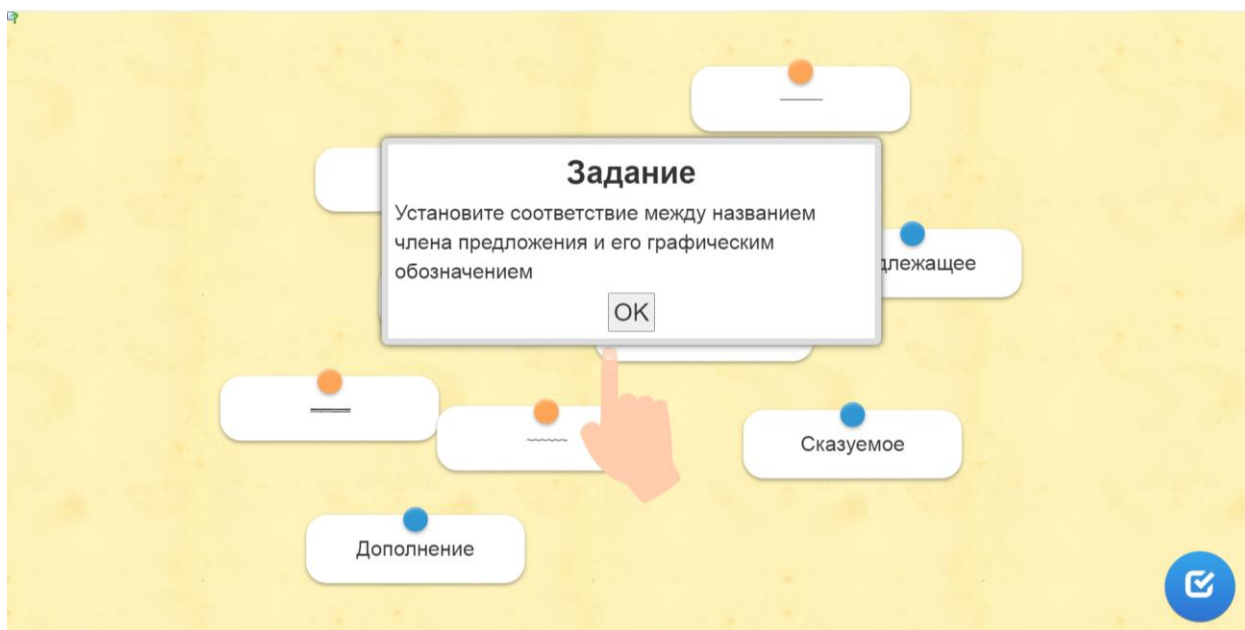 Задание
Установите соответствие между названием
члена предложения и его графическим
обозначением
длежащее
OK
Сказуемое
Дополнение